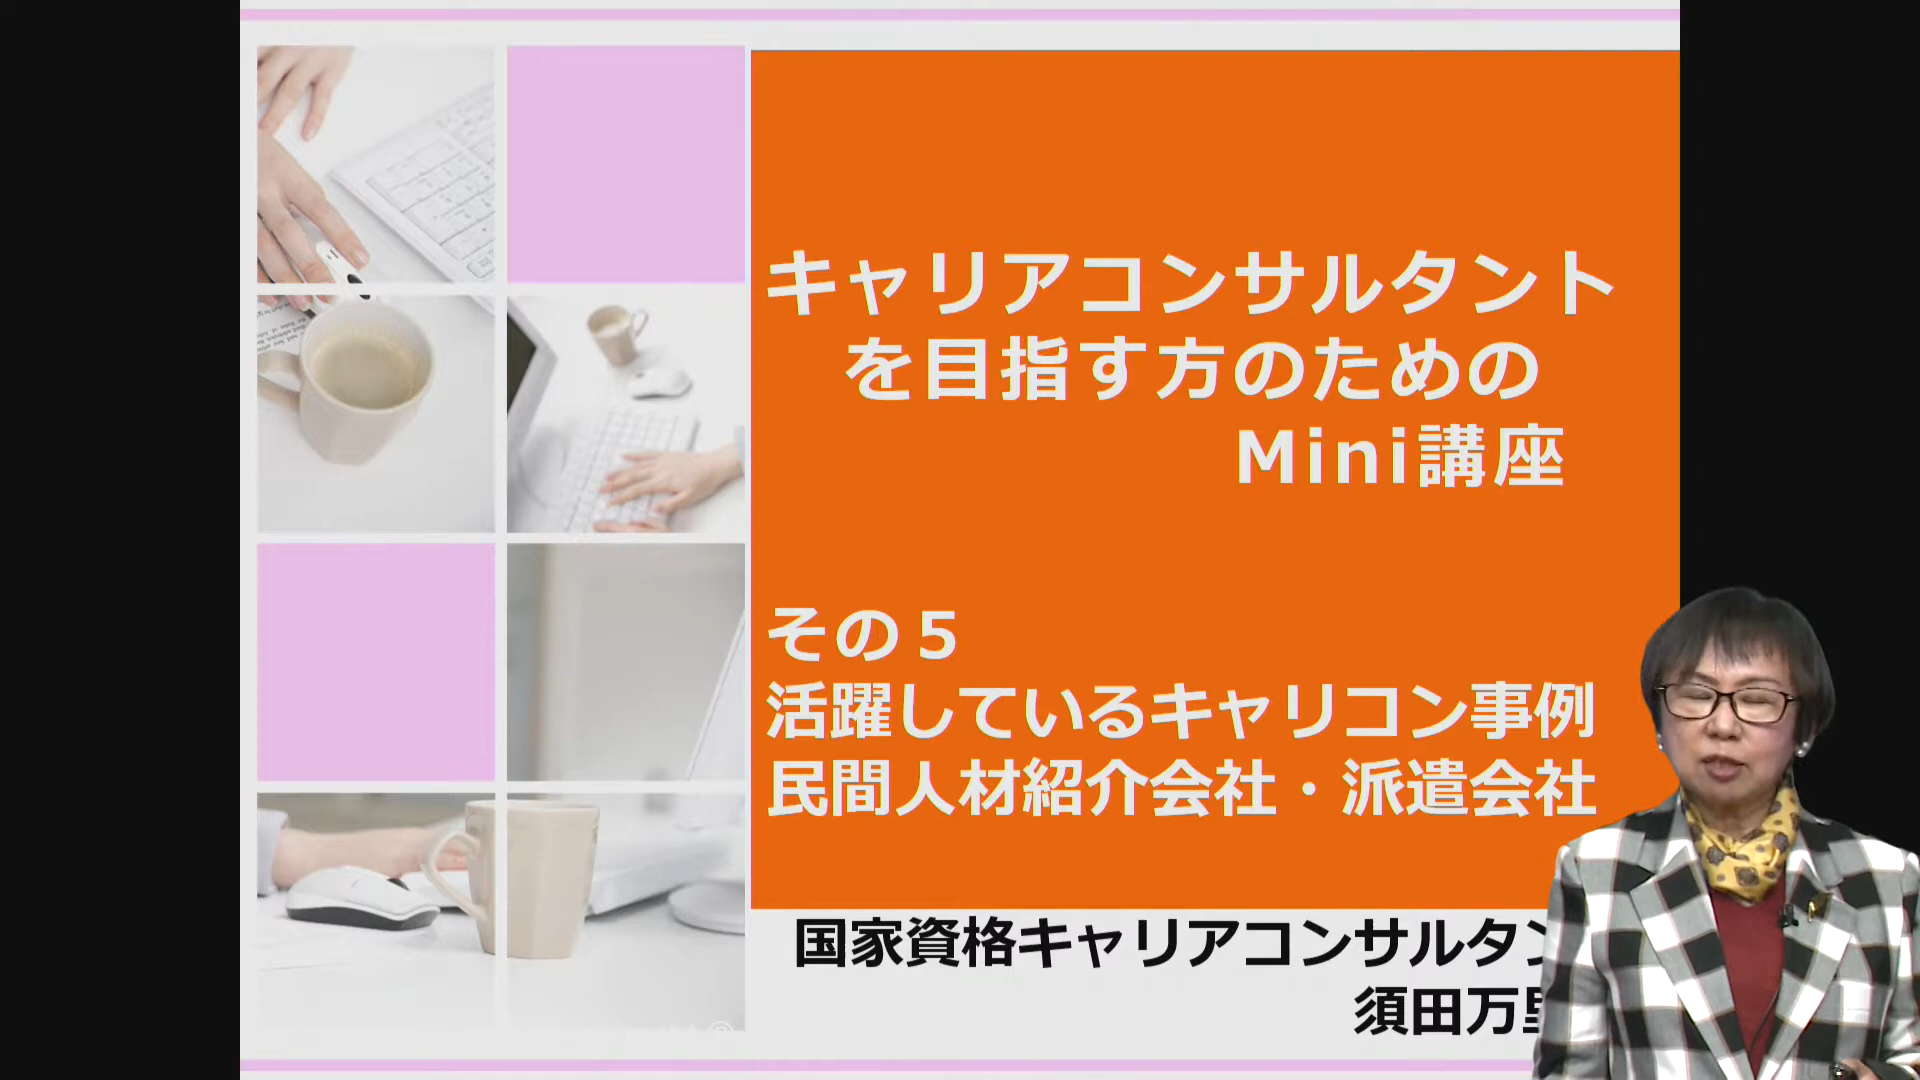 キャリアコンサルタント
を目指す方のための
Mini講座
その５
活躍しているキャリコン事例
民間人材紹介会社・派遣会社
国家資格キャリアコンサルタン
須田万里